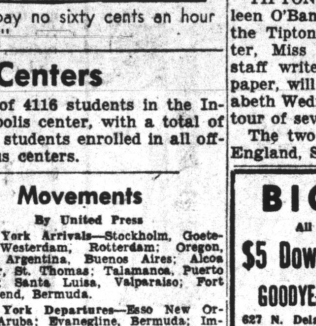 pay no sixty cents an hour
"
Centers
of 4116 students in the In-
polis center, with a total of
students enrolled in all off-
us centers.
Movements
By United Press
York Arrivals—Stockholm, Goete-
Westerdam, Rotterdam; Oregon,
Argentina, Buenos Aires; Alcoa
r, St. Thomas; Talamanca, Puerto
; Santa Luisa, Valparaiso; Fort
end, Bermuda.
York Departures—Esso New Or-
Aruba; Evangeline, Bermuda; Im-
leen O'Ban
the Tipton
ter, Miss
staff write
paper, will
abeth Wed
tour of sev
The two
England, S
BIG
All
$5 Dow
GOODYE
627 N. Dela